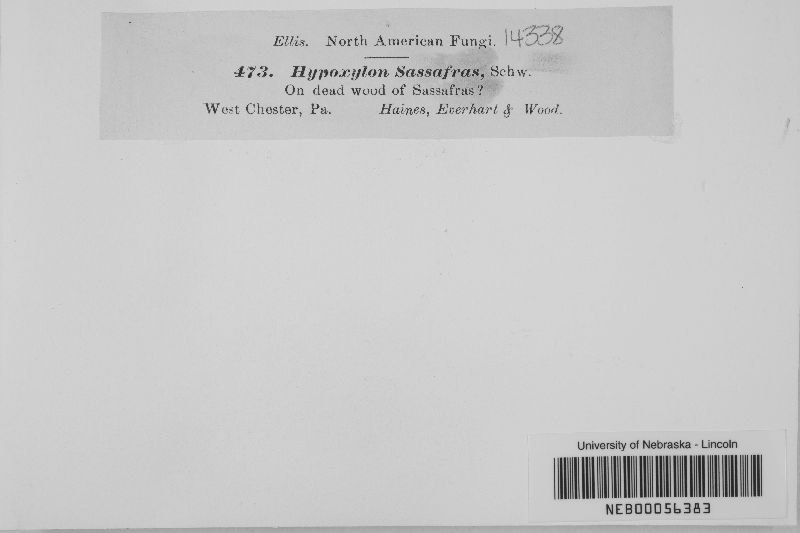 Ellis. North American Fungi. 14338
473. Hypoxylon Sassafras, Schw.
On dead wood of Sassafras?
West Chester, Pa. Haines, Everhart & Wood.
University of Nebraska - Lincoln
NEB00056383